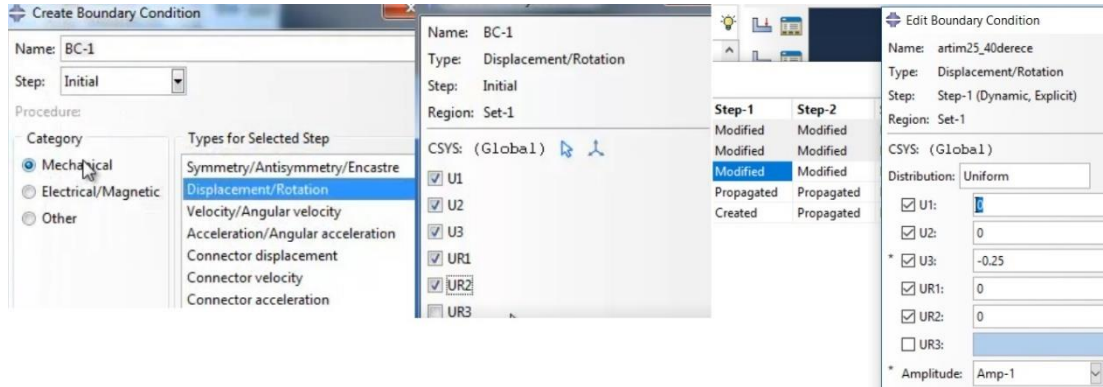 Create Boundary Condition
Name: BC-1
Step: Initial
Procedure:
Category
Mechanical
Electrical/Magnetic
Other
Types for Selected Step
Symmetry/Antisymmetry/Encastre
Displacement/Rotation
Velocity/Angular velocity
Acceleration/Angular acceleration
Connector displacement
Connector velocity
Connector acceleration
Name: BC-1
Type: Displacement/Rotation
Step: Initial
Region: Set-1
CSYS: (Global)
U1
U2
U3
UR1
UR2
UR3
Step-1 Step-2
Modified Modified
Modified Modified
Modified Modified
Propagated Propagated
Created Propagated
Edit Boundary Condition
Name: artim25_40derece
Type: Displacement/Rotation
Step: Step-1 (Dynamic, Explicit)
Region: Set-1
CSYS: (Global)
Distribution: Uniform
U1: 0
U2: 0
* U3: -0.25
UR1: 0
UR2: 0
UR3:
* Amplitude: Amp-1